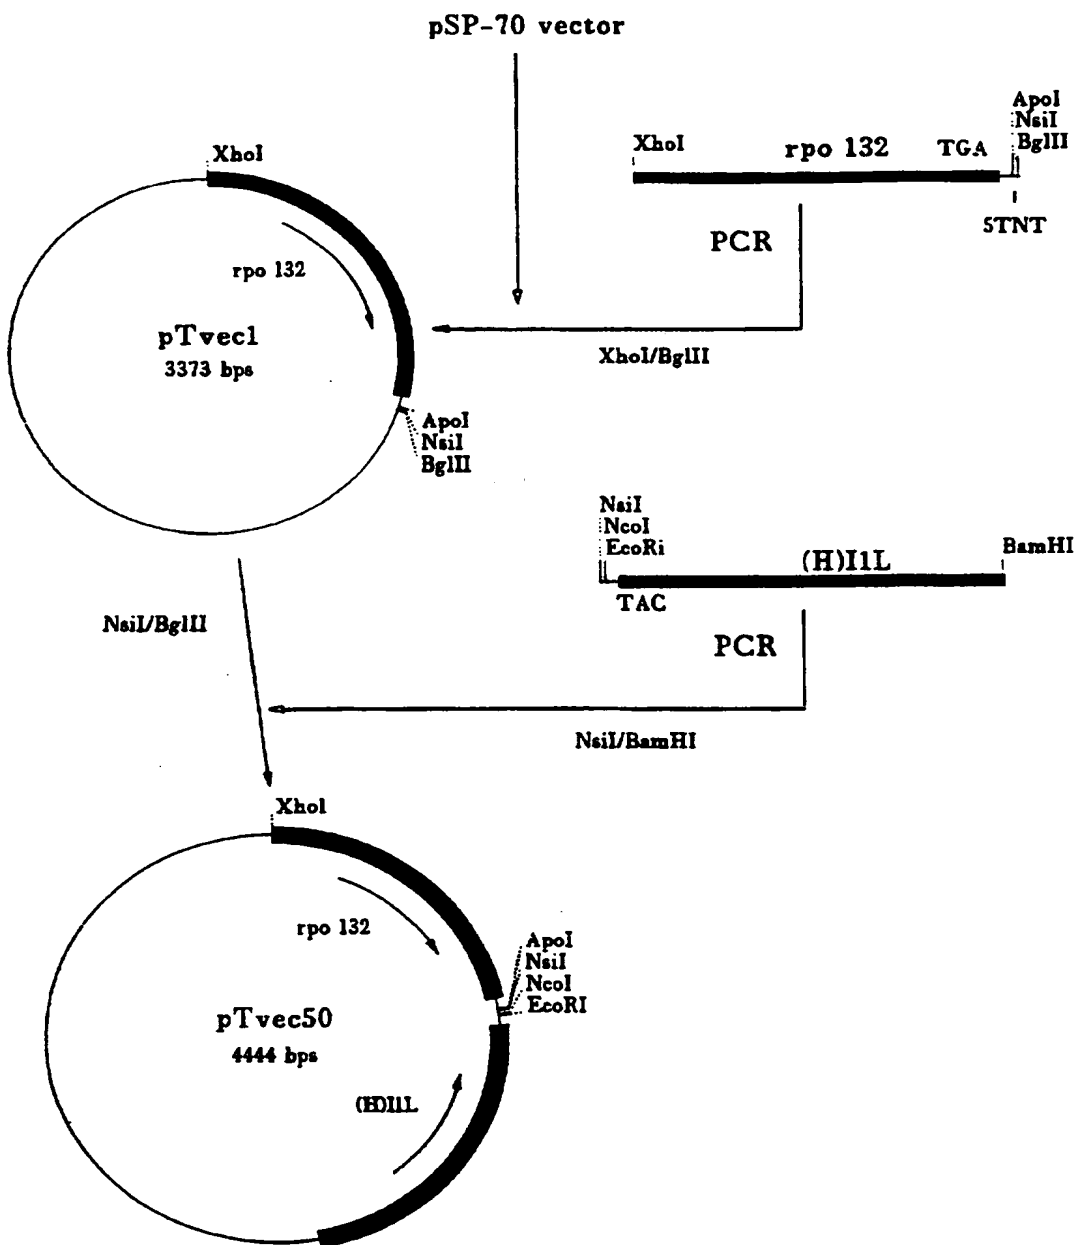 pSP-70 vector
XhoI
rpo 132
TGA
ApoI
NsiI
BglII
5TNT
PCR
XhoI/BglII
XhoI
rpo 132
pTvec1
3373 bps
ApoI
NsiI
BglII
NsiI
NcoI
EcoRi
(H)I1L
BamHI
TAC
PCR
NsiI/BglII
NsiI/BamHI
XhoI
rpo 132
ApoI
NsiI
NcoI
EcoRI
pTvec50
4444 bps
(H)I1L